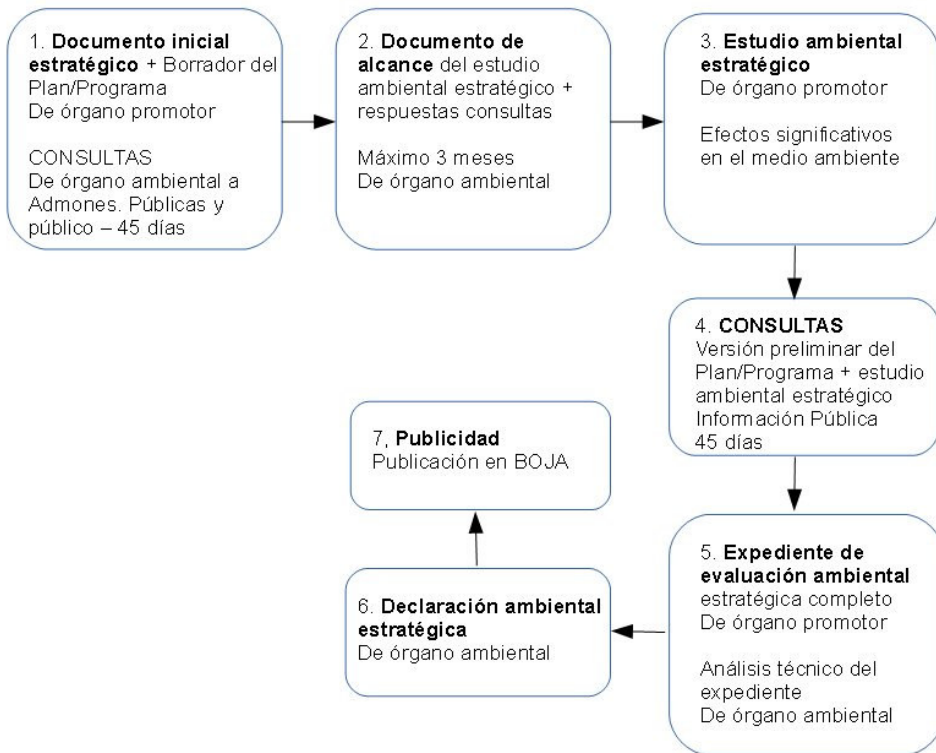 1. Documento inicial
estratégico + Borrador del
Plan/Programa
De órgano promotor
CONSULTAS
De órgano ambiental a
Admones. Públicas y
público – 45 días
2. Documento de
alcance del estudio
ambiental estratégico +
respuestas consultas
Máximo 3 meses
De órgano ambiental
3. Estudio ambiental
estratégico
De órgano promotor
Efectos significativos
en el medio ambiente
4. CONSULTAS
Versión preliminar del
Plan/Programa + estudio
ambiental estratégico
Información Pública
45 días
5. Expediente de
evaluación ambiental
estratégica completo
De órgano promotor
Análisis técnico del
expediente
De órgano ambiental
6. Declaración ambiental
estratégica
De órgano ambiental
7, Publicidad
Publicación en BOJA